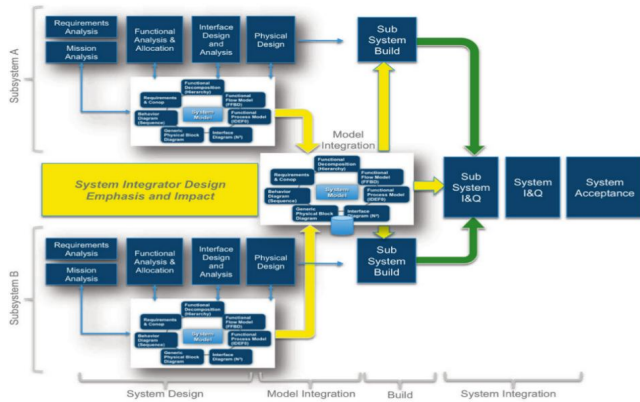 Subsystem A
Requirements
Analysis
Mission
Analysis
Functional
Analysis &
Allocation
Interface
Design
and
Analysis
Physical
Design
Sub
System
Build
Functional
Decomposition
(Hierarchy)
Requirements
& Conop
Functional
Flow Model
(FFBD)
System
Model
Behavior
Diagram
(Sequence)
Functional
Process Model
(IDEF0)
Generic
Physical Block
Diagram
Interface
Diagram (N²)
Model
Integration
System Integrator Design
Emphasis and Impact
Functional
Decomposition
(Hierarchy)
Requirements
& Conop
Functional
Flow Model
(FFBD)
System
Model
Behavior
Diagram
(Sequence)
Functional
Process Model
(IDEF0)
Generic
Physical Block
Diagram
Interface
Diagram (N²)
Sub
System
I&Q
System
I&Q
System
Acceptance
Subsystem B
Requirements
Analysis
Mission
Analysis
Functional
Analysis &
Allocation
Interface
Design
and
Analysis
Physical
Design
Sub
System
Build
Functional
Decomposition
(Hierarchy)
Requirements
& Conop
Functional
Flow Model
(FFBD)
System
Model
Behavior
Diagram
(Sequence)
Functional
Process Model
(IDEF0)
Generic
Physical Block
Diagram
Interface
Diagram (N²)
System Design
Model Integration
Build
System Integration